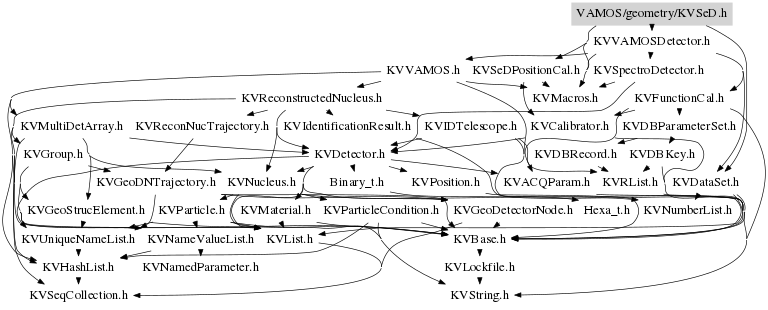 VAMOS/geometry/KVSeD.h
KVVAMOSDetector.h
KVVAMOS.h KVSeDPositionCal.h KVSpectroDetector.h
KVReconstructedNucleus.h KVMacros.h KVFunctionCal.h
KVMultiDetArray.h KVReconNucTrajectory.h KVIdentificationResult.h KVIDTelescope.h KVCalibrator.h KVDBParameterSet.h
KVGroup.h KVDetector.h KVDBRecord.h KVDBKey.h
KVGeoDNTrajectory.h KVNucleus.h Binary_t.h KVPosition.h KVACQParam.h KVRList.h KVDataSet.h
KVGeoStrucElement.h KVParticle.h KVMaterial.h KVParticleCondition.h KVGeoDetectorNode.h Hexa_t.h KVNumberList.h
KVUniqueNameList.h KVNameValueList.h KVList.h KVBase.h
KVHashList.h KVNamedParameter.h KVLockfile.h
KVSeqCollection.h KVString.h